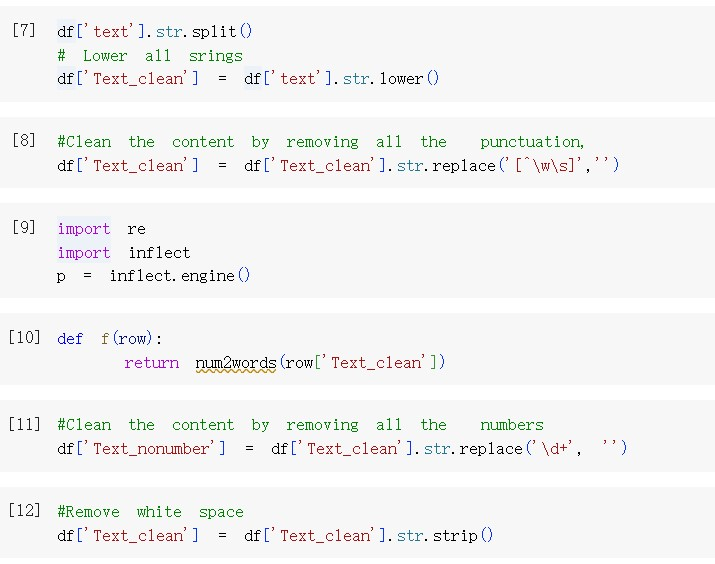 [7] df['text'].str.split()
# Lower all srings
df['Text_clean'] = df['text'].str.lower()
[8] #Clean the content by removing all the punctuation,
df['Text_clean'] = df['Text_clean'].str.replace('[^\w\s]','')
[9] import re
import inflect
p = inflect.engine()
[10] def f(row):
return num2words(row['Text_clean'])
[11] #Clean the content by removing all the numbers
df['Text_nonumber'] = df['Text_clean'].str.replace('\d+', '')
[12] #Remove white space
df['Text_clean'] = df['Text_clean'].str.strip()